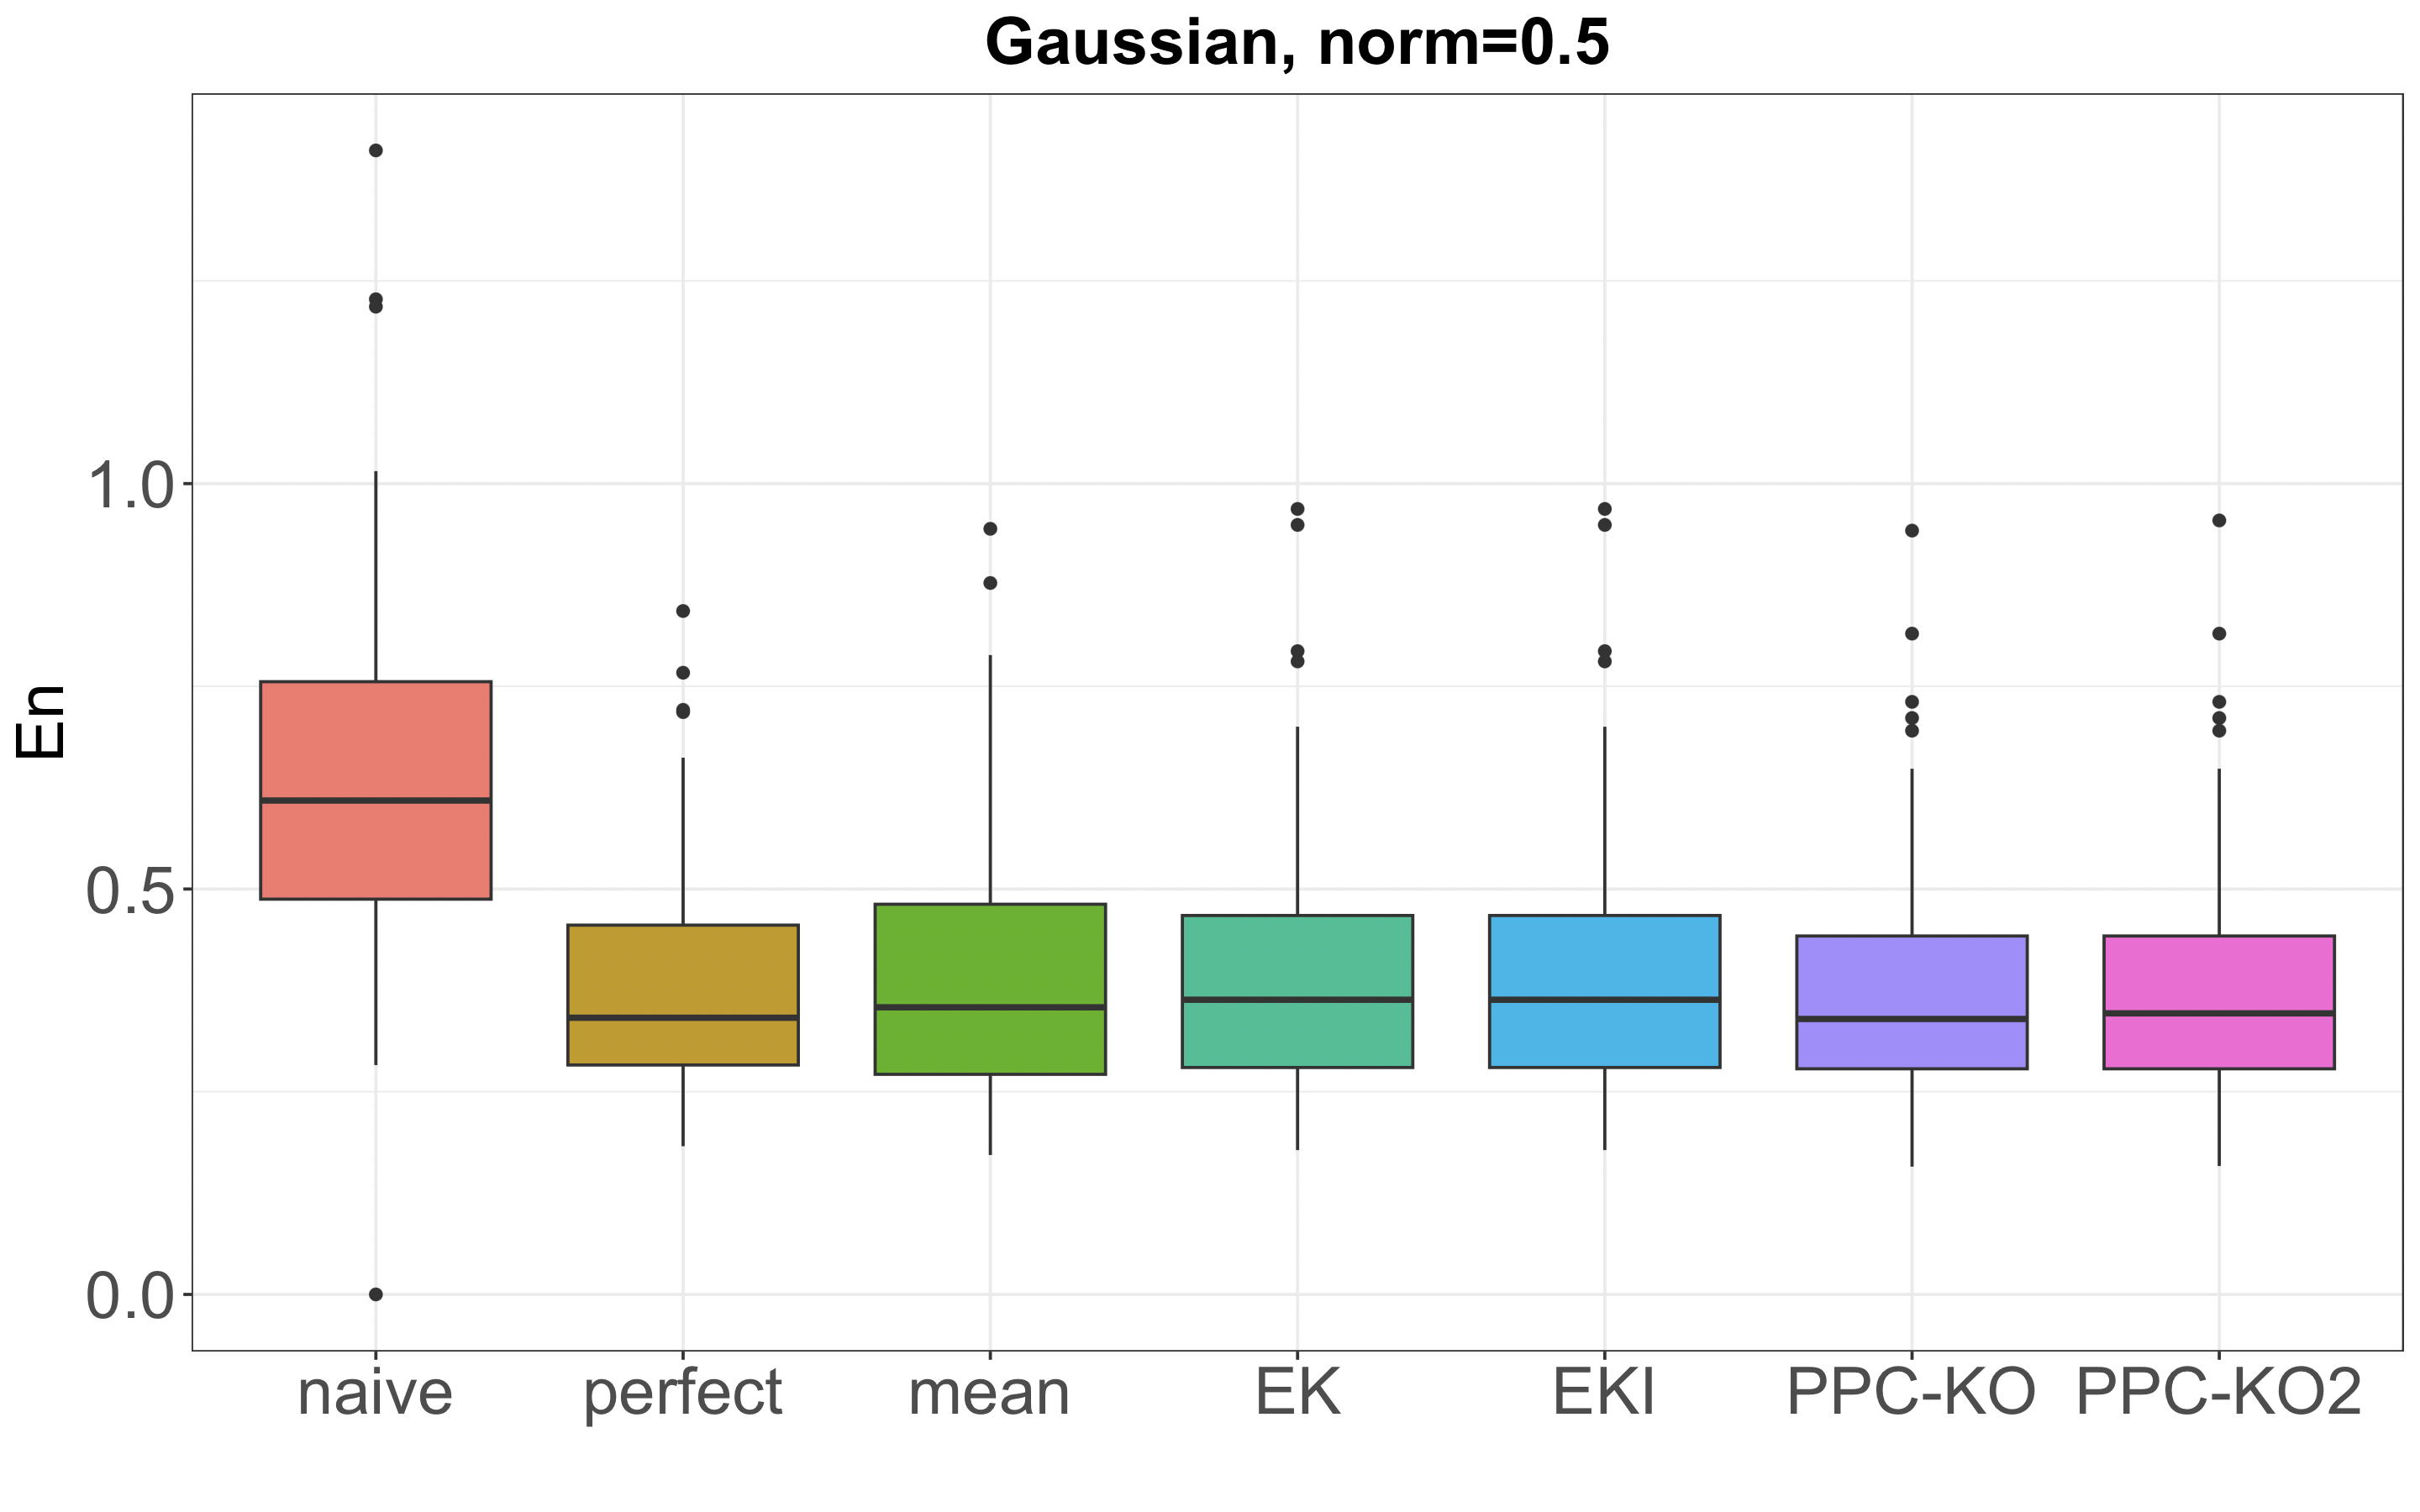 Gaussian, norm=0.5
En
1.0
0.5
0.0
naive perfect mean EK EKI PPC-KO PPC-KO2